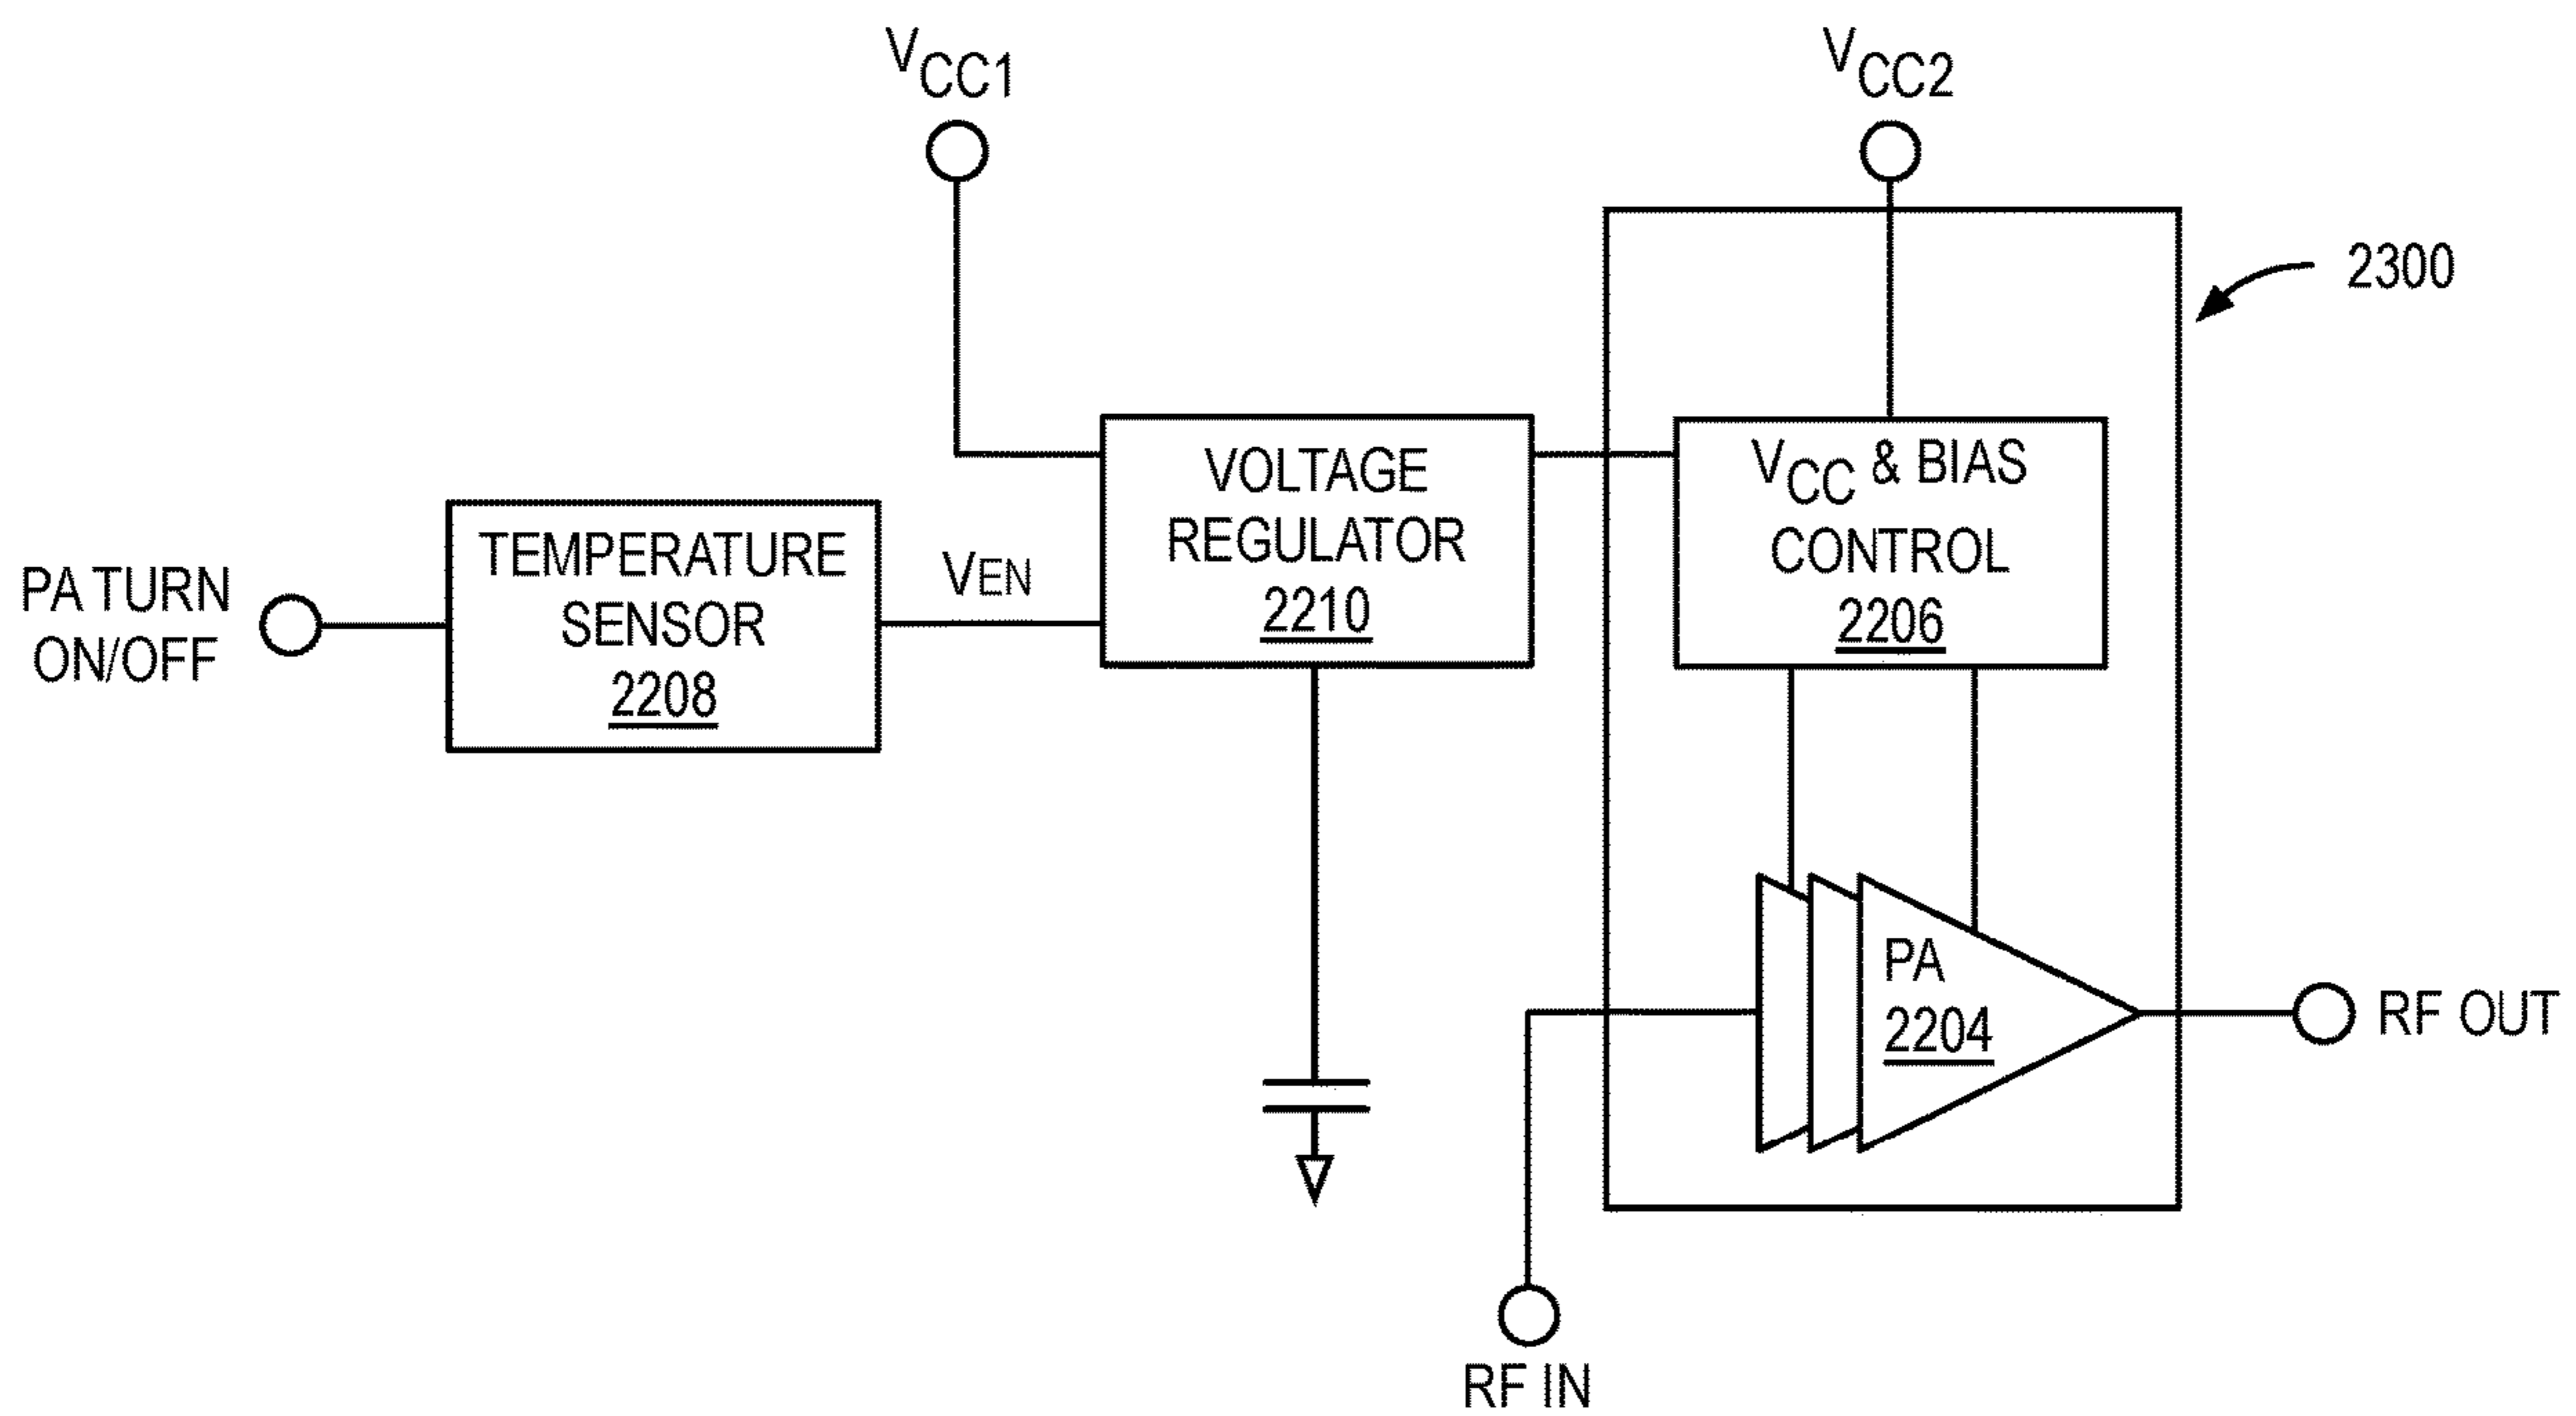 VCC1
VCC2
2300
VOLTAGE
REGULATOR
2210
VCC & BIAS
CONTROL
2206
PA TURN
ON/OFF
TEMPERATURE
SENSOR
2208
VEN
PA
2204
RF OUT
RF IN